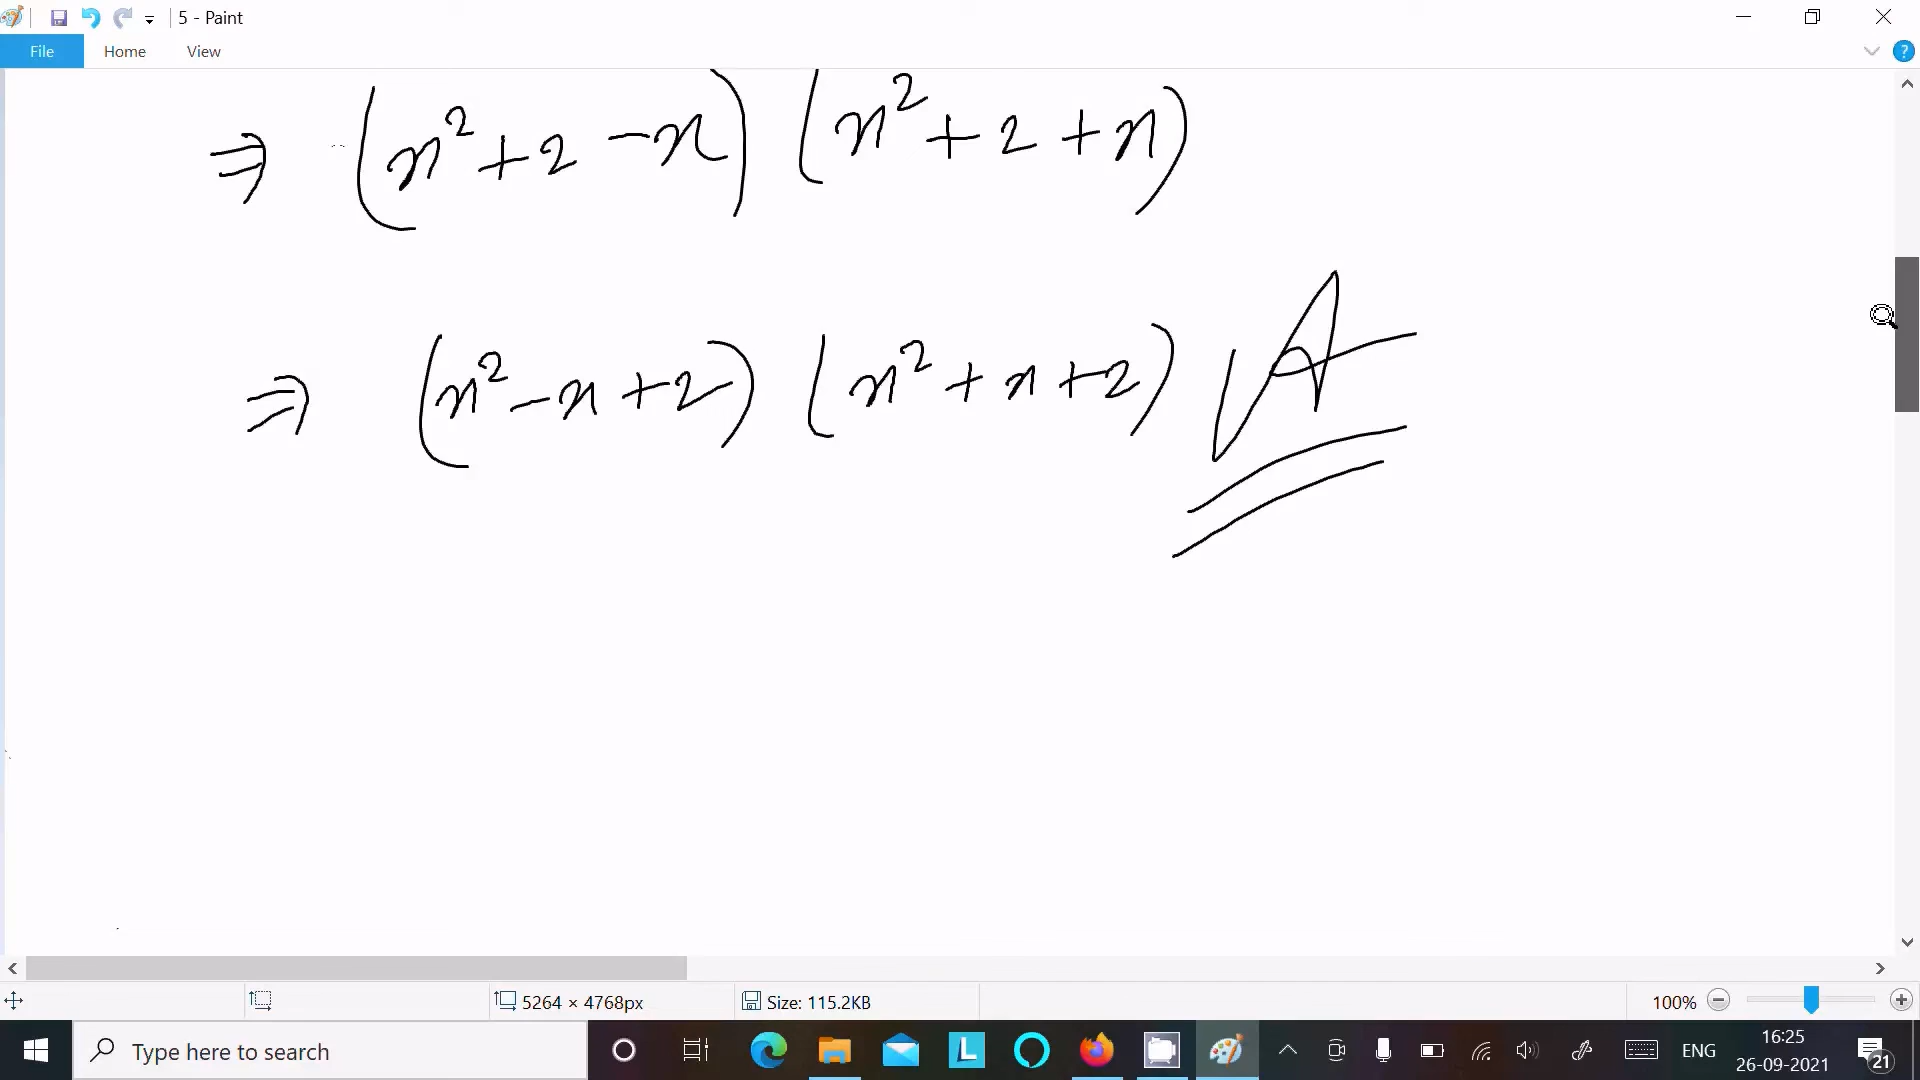 5 - Paint
File Home View
⇒ (x²+2-x) (x²+2+x)
⇒ (x²-x+2) (x²+x+2) A
5264 × 4768px Size: 115.2KB 100%
Type here to search L ENG 16:25
26-09-2021 21